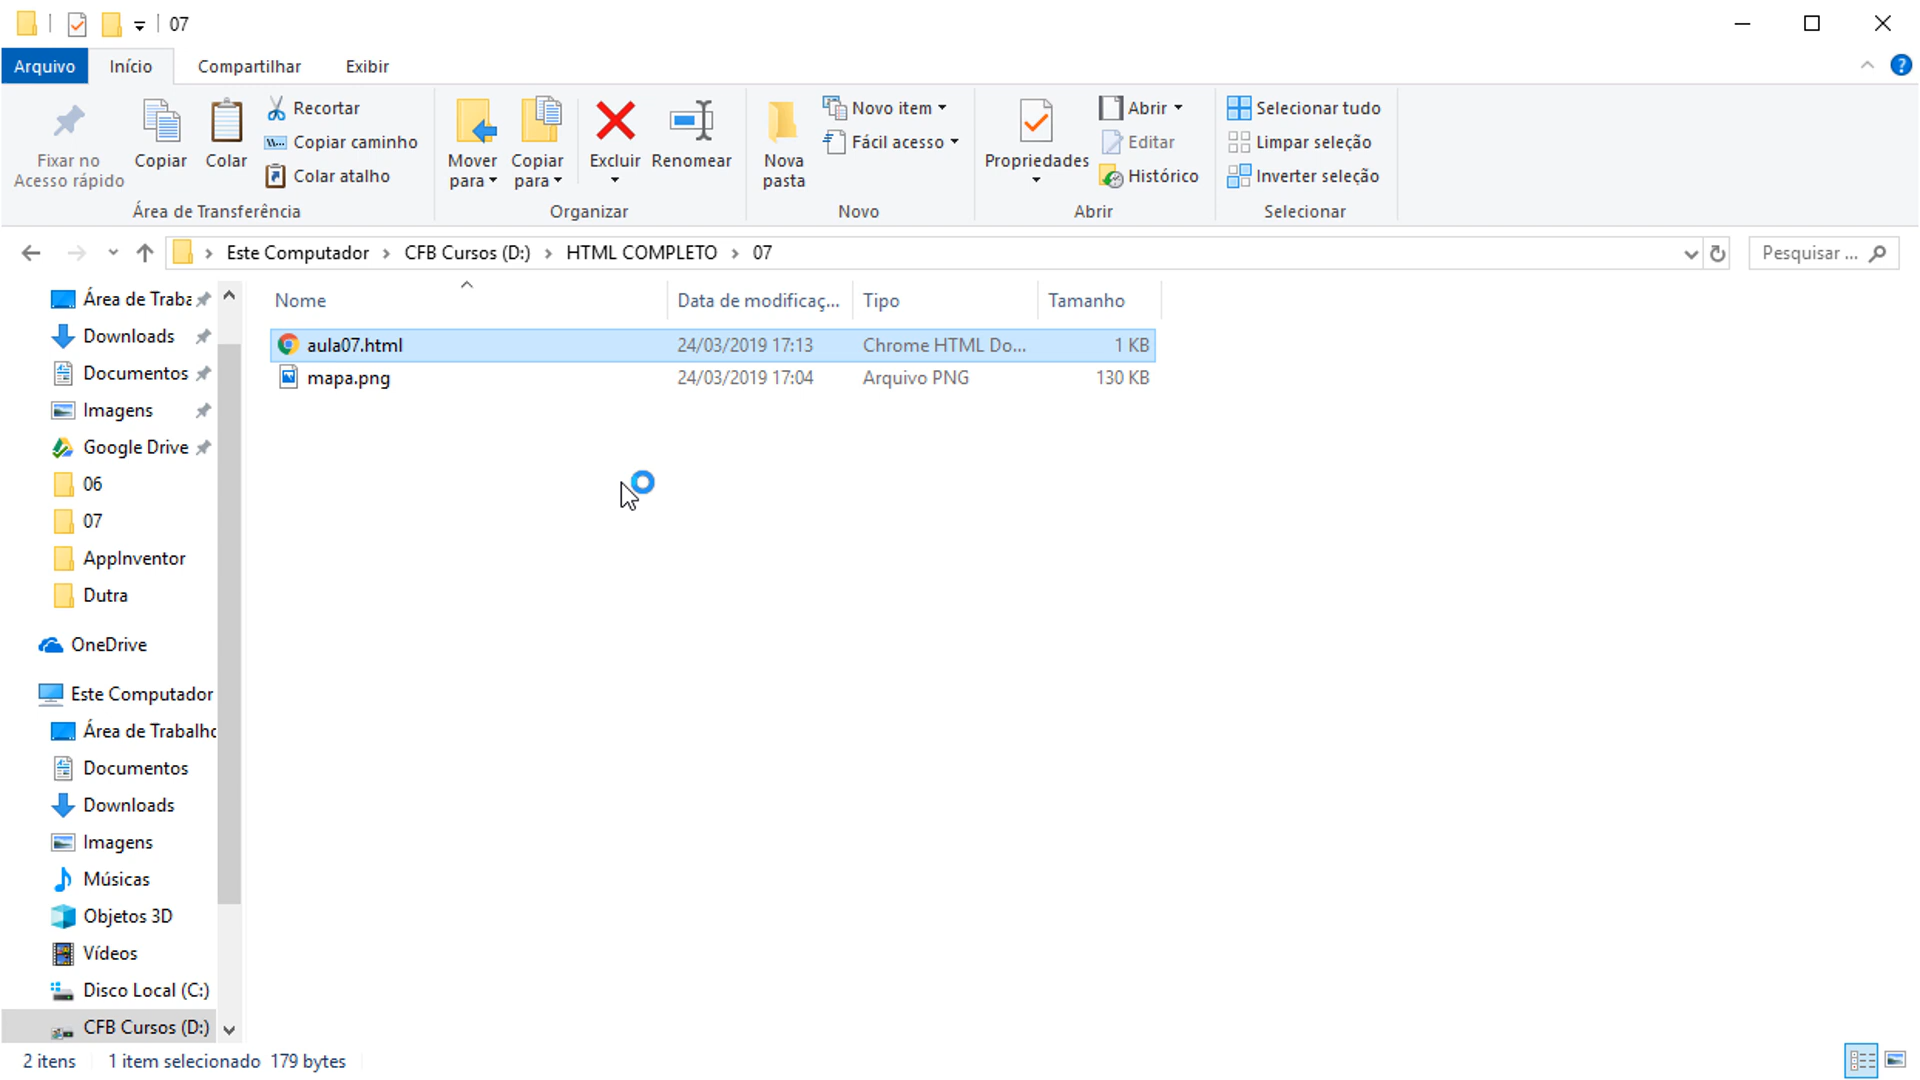 07
Arquivo Início Compartilhar Exibir
Fixar no Acesso rápido
Copiar
Colar
Recortar
Copiar caminho
Colar atalho
Área de Transferência
Mover para
Copiar para
Excluir
Renomear
Organizar
Nova pasta
Novo item
Fácil acesso
Novo
Propriedades
Abrir
Editar
Histórico
Abrir
Selecionar tudo
Limpar seleção
Inverter seleção
Selecionar
Este Computador > CFB Cursos (D:) > HTML COMPLETO > 07
Pesquisar ...
Nome Data de modificaç... Tipo Tamanho
aula07.html 24/03/2019 17:13 Chrome HTML Do... 1 KB
mapa.png 24/03/2019 17:04 Arquivo PNG 130 KB
Área de Traba
Downloads
Documentos
Imagens
Google Drive
06
07
AppInventor
Dutra
OneDrive
Este Computador
Área de Trabalho
Documentos
Downloads
Imagens
Músicas
Objetos 3D
Vídeos
Disco Local (C:)
CFB Cursos (D:)
2 itens 1 item selecionado 179 bytes